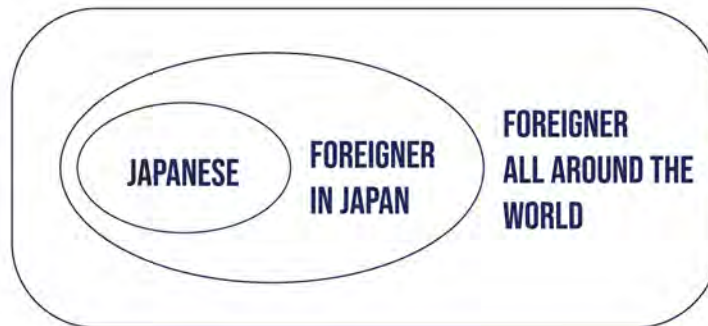 JAPANESE
FOREIGNER
IN JAPAN
FOREIGNER
ALL AROUND THE
WORLD